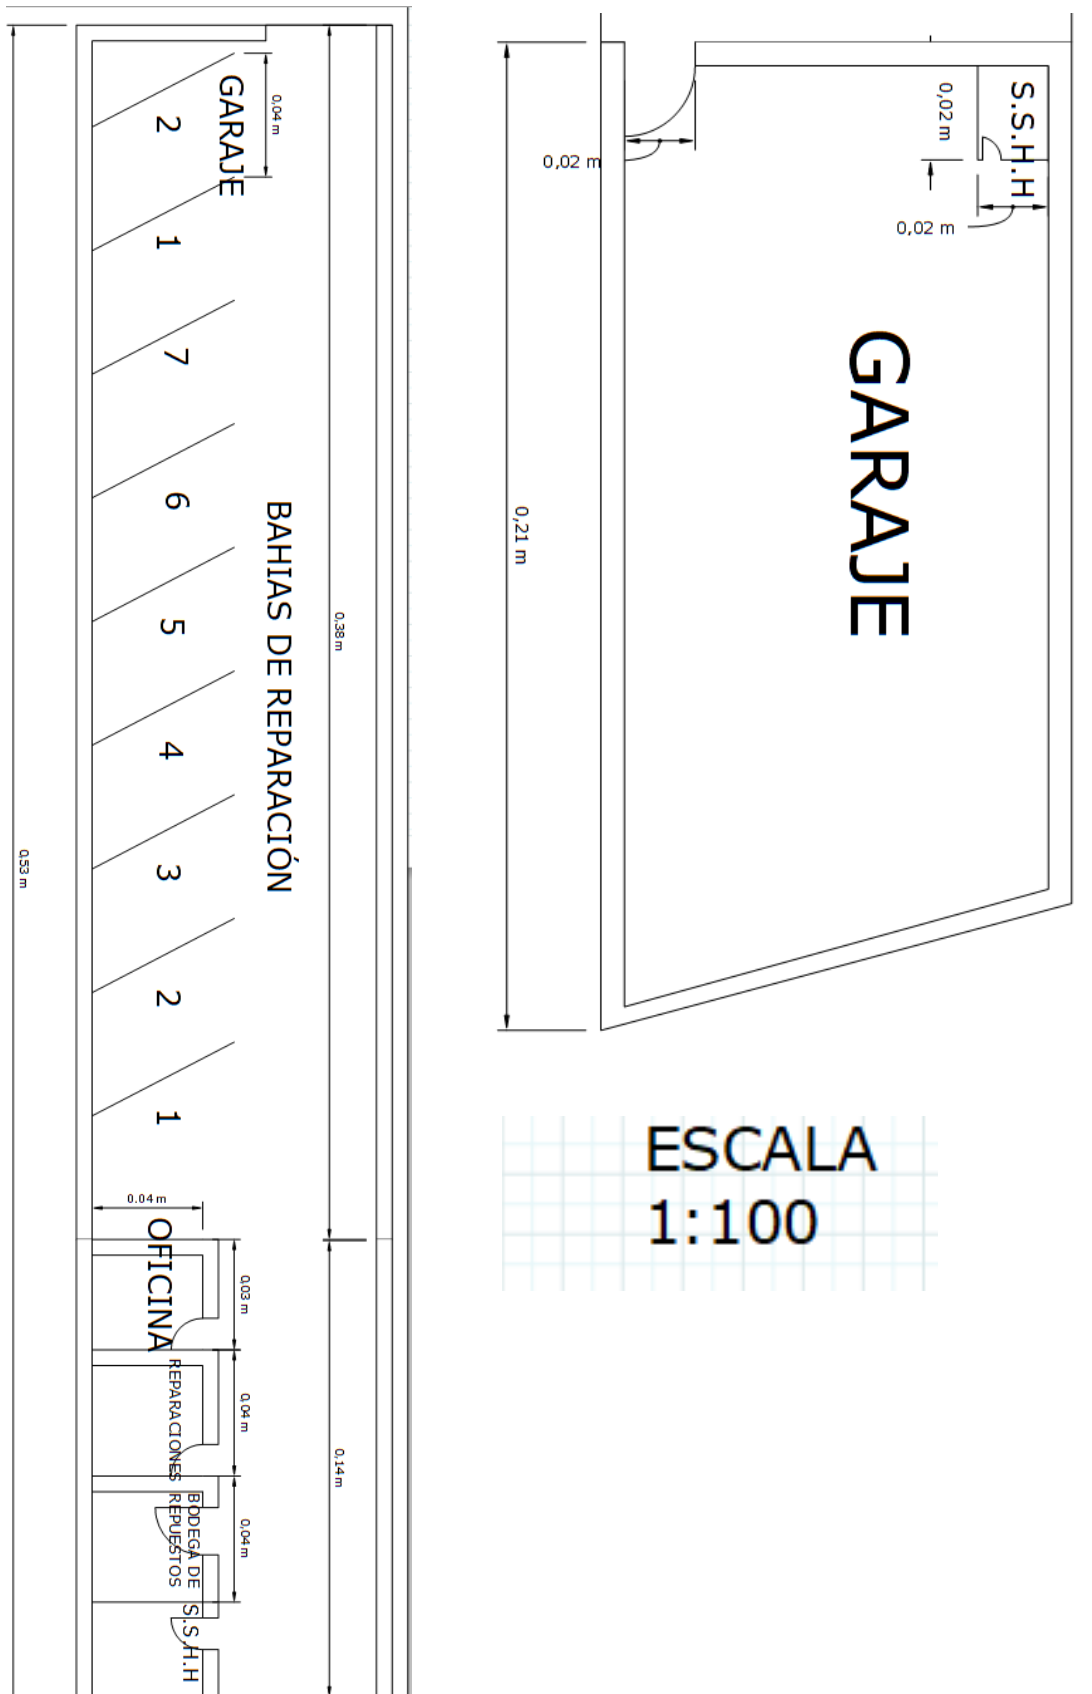 GARAJE
0,04 m
2
1
7
6
5
4
3
2
1
BAHIAS DE REPARACIÓN
0,38 m
0,53 m
0.04 m
OFICINA
0,03 m
REPARACIONES
0,04 m
BODEGA DE
REPUESTOS
0,04 m
0,14 m
S.S.H.H
0,02 m
0,02 m
S.S.H.H
0,02 m
GARAJE
0,21 m
ESCALA
1:100